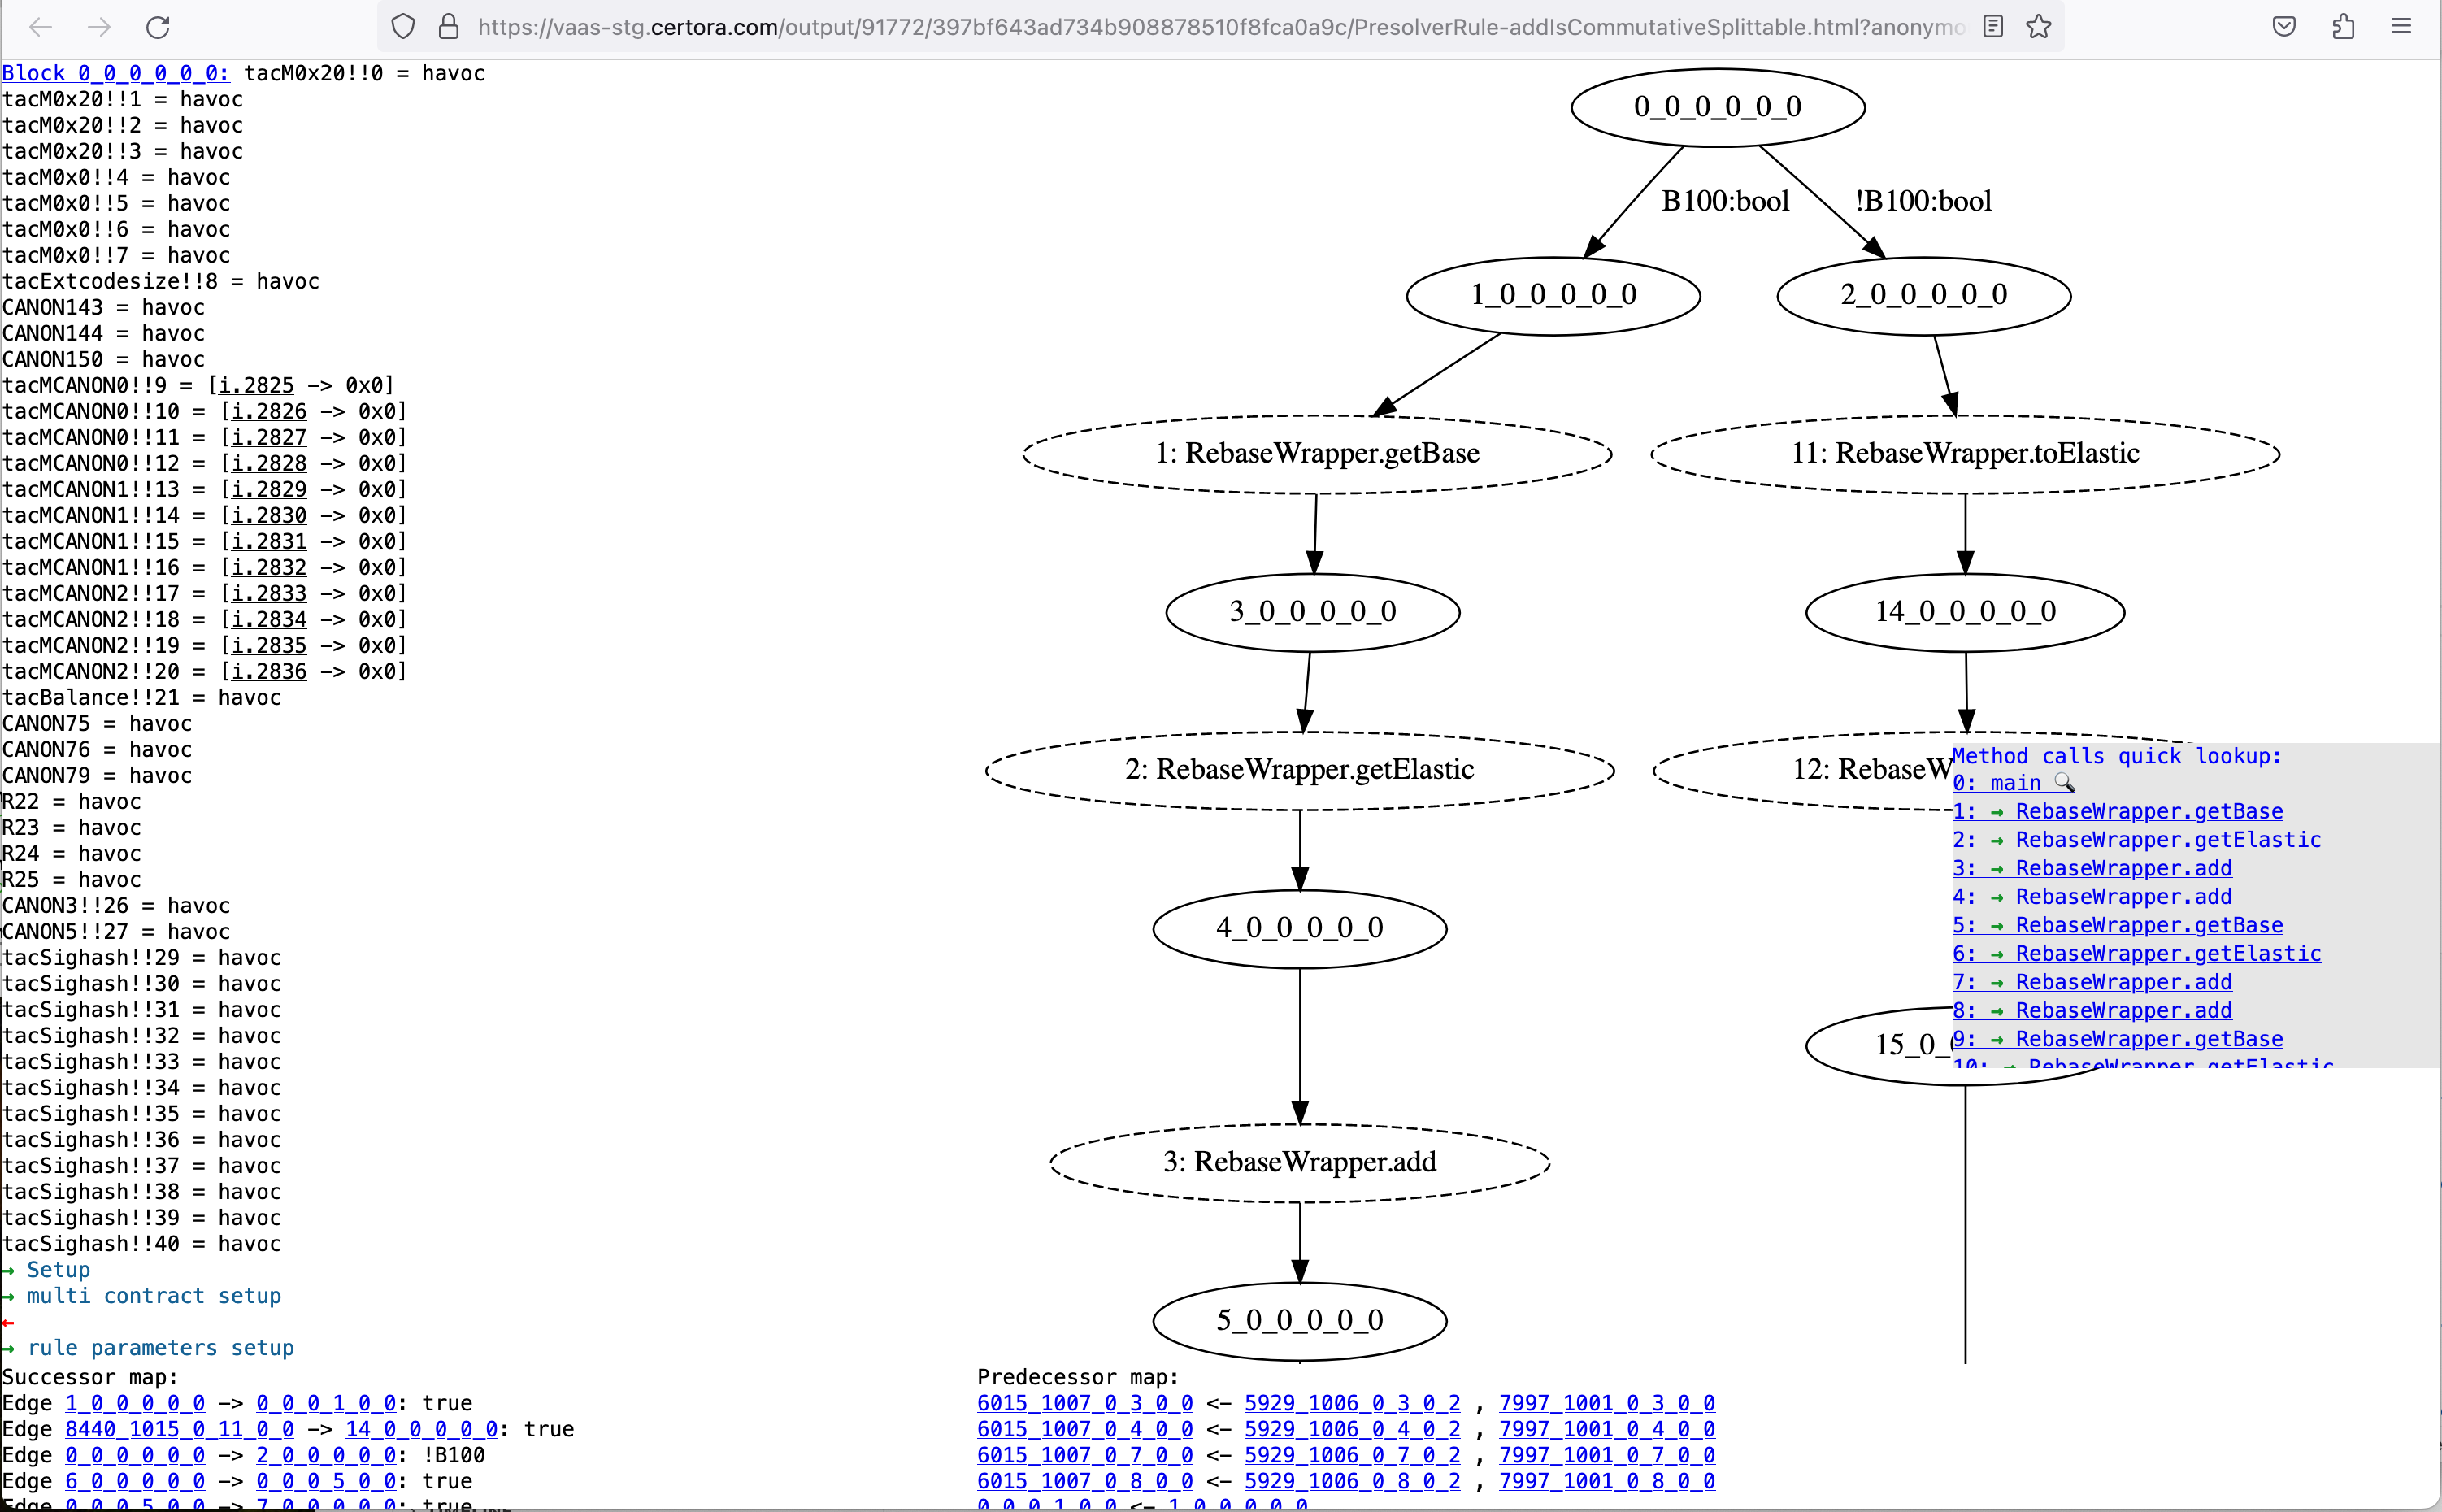 https://vaas-stg.certora.com/output/91772/397bf643ad734b908878510f8fca0a9c/PresolverRule-addIsCommutativeSplittable.html?anonymo
Block 0_0_0_0_0_0: tacM0x20!!0 = havoc
tacM0x20!!1 = havoc
tacM0x20!!2 = havoc
tacM0x20!!3 = havoc
tacM0x0!!4 = havoc
tacM0x0!!5 = havoc
tacM0x0!!6 = havoc
tacM0x0!!7 = havoc
tacExtcodesize!!8 = havoc
CANON143 = havoc
CANON144 = havoc
CANON150 = havoc
tacMCANON0!!9 = [i.2825 -> 0x0]
tacMCANON0!!10 = [i.2826 -> 0x0]
tacMCANON0!!11 = [i.2827 -> 0x0]
tacMCANON0!!12 = [i.2828 -> 0x0]
tacMCANON1!!13 = [i.2829 -> 0x0]
tacMCANON1!!14 = [i.2830 -> 0x0]
tacMCANON1!!15 = [i.2831 -> 0x0]
tacMCANON1!!16 = [i.2832 -> 0x0]
tacMCANON2!!17 = [i.2833 -> 0x0]
tacMCANON2!!18 = [i.2834 -> 0x0]
tacMCANON2!!19 = [i.2835 -> 0x0]
tacMCANON2!!20 = [i.2836 -> 0x0]
tacBalance!!21 = havoc
CANON75 = havoc
CANON76 = havoc
CANON79 = havoc
R22 = havoc
R23 = havoc
R24 = havoc
R25 = havoc
CANON3!!26 = havoc
CANON5!!27 = havoc
tacSighash!!29 = havoc
tacSighash!!30 = havoc
tacSighash!!31 = havoc
tacSighash!!32 = havoc
tacSighash!!33 = havoc
tacSighash!!34 = havoc
tacSighash!!35 = havoc
tacSighash!!36 = havoc
tacSighash!!37 = havoc
tacSighash!!38 = havoc
tacSighash!!39 = havoc
tacSighash!!40 = havoc
→ Setup
→ multi contract setup
←
→ rule parameters setup
0_0_0_0_0_0
B100:bool
!B100:bool
1_0_0_0_0_0
2_0_0_0_0_0
1: RebaseWrapper.getBase
11: RebaseWrapper.toElastic
3_0_0_0_0_0
14_0_0_0_0_0
2: RebaseWrapper.getElastic
12: RebaseW
4_0_0_0_0_0
15_0_
3: RebaseWrapper.add
5_0_0_0_0_0
Method calls quick lookup:
0: main 🔍
1: → RebaseWrapper.getBase
2: → RebaseWrapper.getElastic
3: → RebaseWrapper.add
4: → RebaseWrapper.add
5: → RebaseWrapper.getBase
6: → RebaseWrapper.getElastic
7: → RebaseWrapper.add
8: → RebaseWrapper.add
9: → RebaseWrapper.getBase
10: → RebaseWrapper.getElastic
Successor map:
Edge 1_0_0_0_0_0 -> 0_0_0_1_0_0: true
Edge 8440_1015_0_11_0_0 -> 14_0_0_0_0_0: true
Edge 0_0_0_0_0_0 -> 2_0_0_0_0_0: !B100
Edge 6_0_0_0_0_0 -> 0_0_0_5_0_0: true
Edge 0_0_0_5_0_0 -> 7_0_0_0_0_0: true
Predecessor map:
6015_1007_0_3_0_0 <- 5929_1006_0_3_0_2 , 7997_1001_0_3_0_0
6015_1007_0_4_0_0 <- 5929_1006_0_4_0_2 , 7997_1001_0_4_0_0
6015_1007_0_7_0_0 <- 5929_1006_0_7_0_2 , 7997_1001_0_7_0_0
6015_1007_0_8_0_0 <- 5929_1006_0_8_0_2 , 7997_1001_0_8_0_0
0_0_0_1_0_0 <- 1_0_0_0_0_0